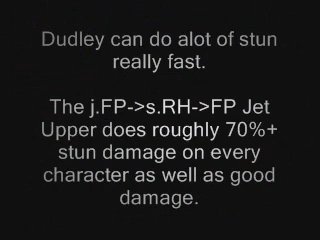 Dudley can do alot of stun
really fast.
The j.FP->s.RH->FP Jet
Upper does roughly 70%+
stun damage on every
character as well as good
damage.